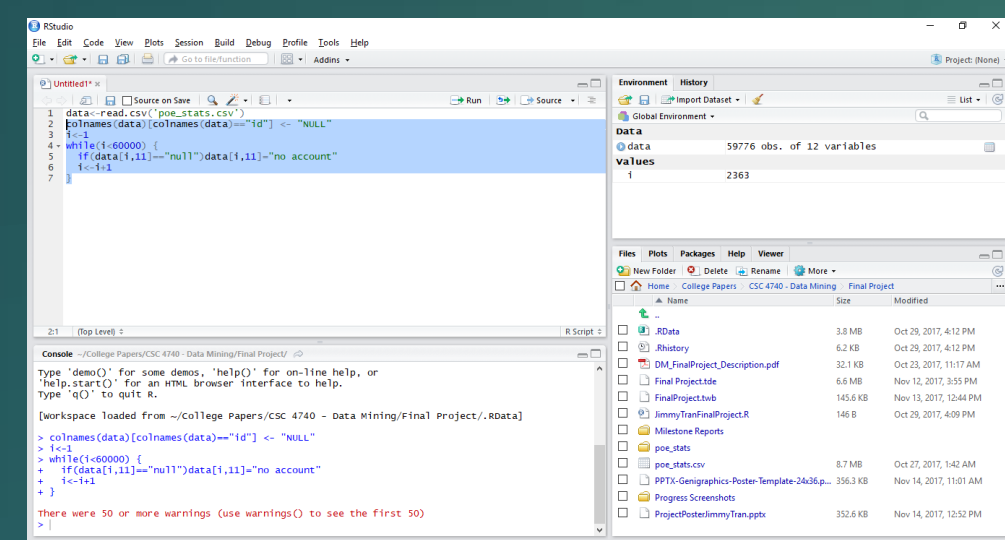 RStudio
File Edit Code View Plots Session Build Debug Profile Tools Help
Go to file/function Addins Project: (None)
Untitled1* ×
Source on Save Run Source
1 data<-read.csv('poe_stats.csv')
2 colnames(data)[colnames(data)=="id"] <- "NULL"
3 i<-1
4 while(i<60000) {
5 if(data[i,11]=="null")data[i,11]="no account"
6 i<-i+1
7 }
2:1 (Top Level) R Script
Console ~/College Papers/CSC 4740 - Data Mining/Final Project/
Type 'demo()' for some demos, 'help()' for on-line help, or
'help.start()' for an HTML browser interface to help.
Type 'q()' to quit R.
[Workspace loaded from ~/College Papers/CSC 4740 - Data Mining/Final Project/.RData]
> colnames(data)[colnames(data)=="id"] <- "NULL"
> i<-1
> while(i<60000) {
+ if(data[i,11]=="null")data[i,11]="no account"
+ i<-i+1
+ }
There were 50 or more warnings (use warnings() to see the first 50)
>
Environment History
Import Dataset List
Global Environment
Data
data 59776 obs. of 12 variables
values
i 2363
Files Plots Packages Help Viewer
New Folder Delete Rename More
Home College Papers CSC 4740 - Data Mining Final Project ...
Name Size Modified
..
.RData 3.8 MB Oct 29, 2017, 4:12 PM
.Rhistory 6.2 KB Oct 29, 2017, 4:12 PM
DM_FinalProject_Description.pdf 32.1 KB Oct 23, 2017, 11:17 AM
Final Project.tde 6.6 MB Nov 12, 2017, 3:55 PM
FinalProject.twb 145.6 KB Nov 13, 2017, 12:44 PM
JimmyTranFinalProject.R 146 B Oct 29, 2017, 4:09 PM
Milestone Reports
poe_stats
poe_stats.csv 8.7 MB Oct 27, 2017, 1:42 AM
PPTX-Genigraphics-Poster-Template-24x36.p... 356.3 KB Nov 14, 2017, 11:01 AM
Progress Screenshots
ProjectPosterJimmyTran.pptx 352.6 KB Nov 14, 2017, 12:52 PM